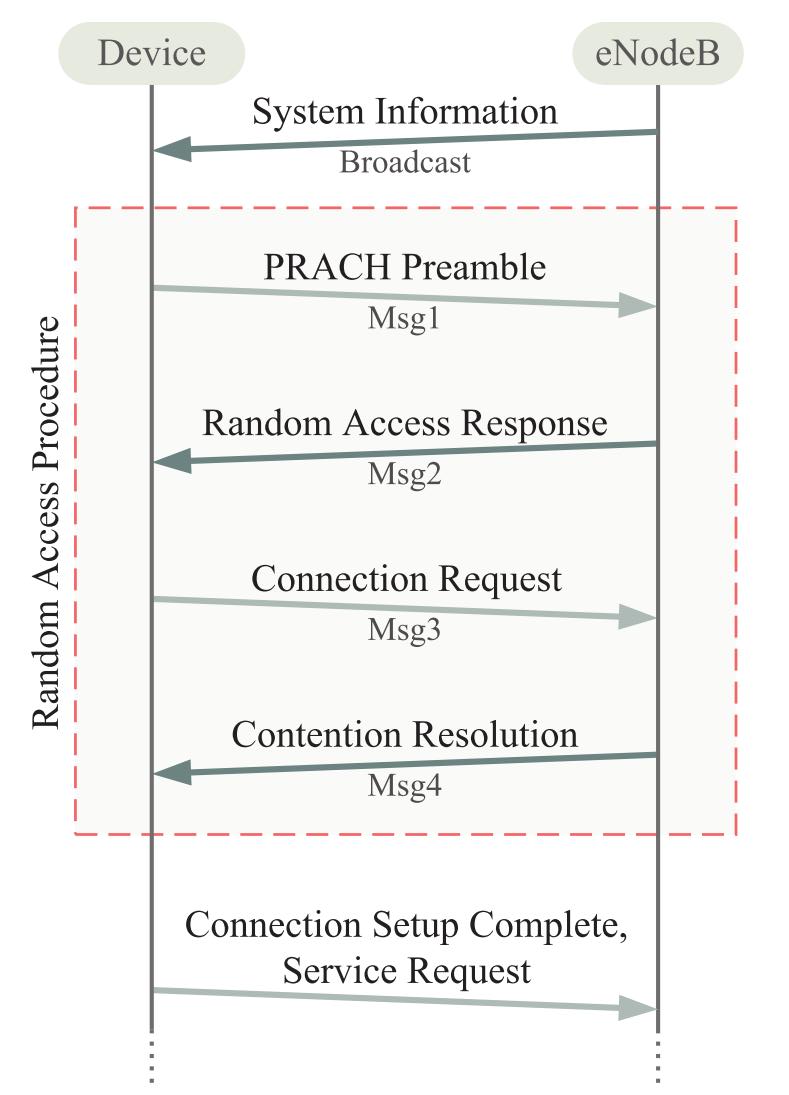 Device
eNodeB
System Information
Broadcast
Random Access Procedure
PRACH Preamble
Msg1
Random Access Response
Msg2
Connection Request
Msg3
Contention Resolution
Msg4
Connection Setup Complete,
Service Request